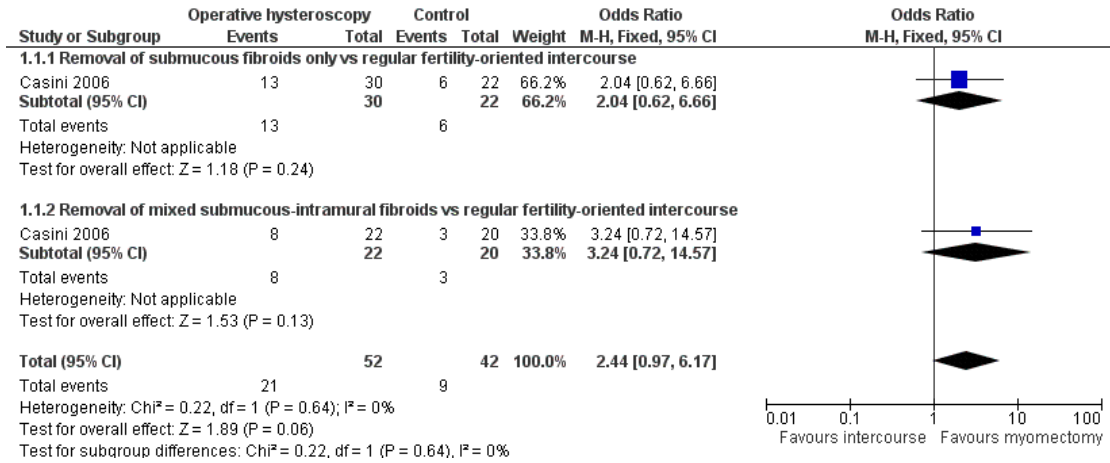 Operative hysteroscopy Control Odds Ratio Odds Ratio
Study or Subgroup Events Total Events Total Weight M-H, Fixed, 95% CI M-H, Fixed, 95% CI
1.1.1 Removal of submucous fibroids only vs regular fertility-oriented intercourse
Casini 2006 13 30 6 22 66.2% 2.04 [0.62, 6.66]
Subtotal (95% CI) 30 22 66.2% 2.04 [0.62, 6.66]
Total events 13 6
Heterogeneity: Not applicable
Test for overall effect: Z = 1.18 (P = 0.24)
1.1.2 Removal of mixed submucous-intramural fibroids vs regular fertility-oriented intercourse
Casini 2006 8 22 3 20 33.8% 3.24 [0.72, 14.57]
Subtotal (95% CI) 22 20 33.8% 3.24 [0.72, 14.57]
Total events 8 3
Heterogeneity: Not applicable
Test for overall effect: Z = 1.53 (P = 0.13)
Total (95% CI) 52 42 100.0% 2.44 [0.97, 6.17]
Total events 21 9
Heterogeneity: Chi² = 0.22, df = 1 (P = 0.64); I² = 0%
Test for overall effect: Z = 1.89 (P = 0.06)
Test for subgroup differences: Chi² = 0.22, df = 1 (P = 0.64), I² = 0%
0.01 0.1 1 10 100
Favours intercourse Favours myomectomy